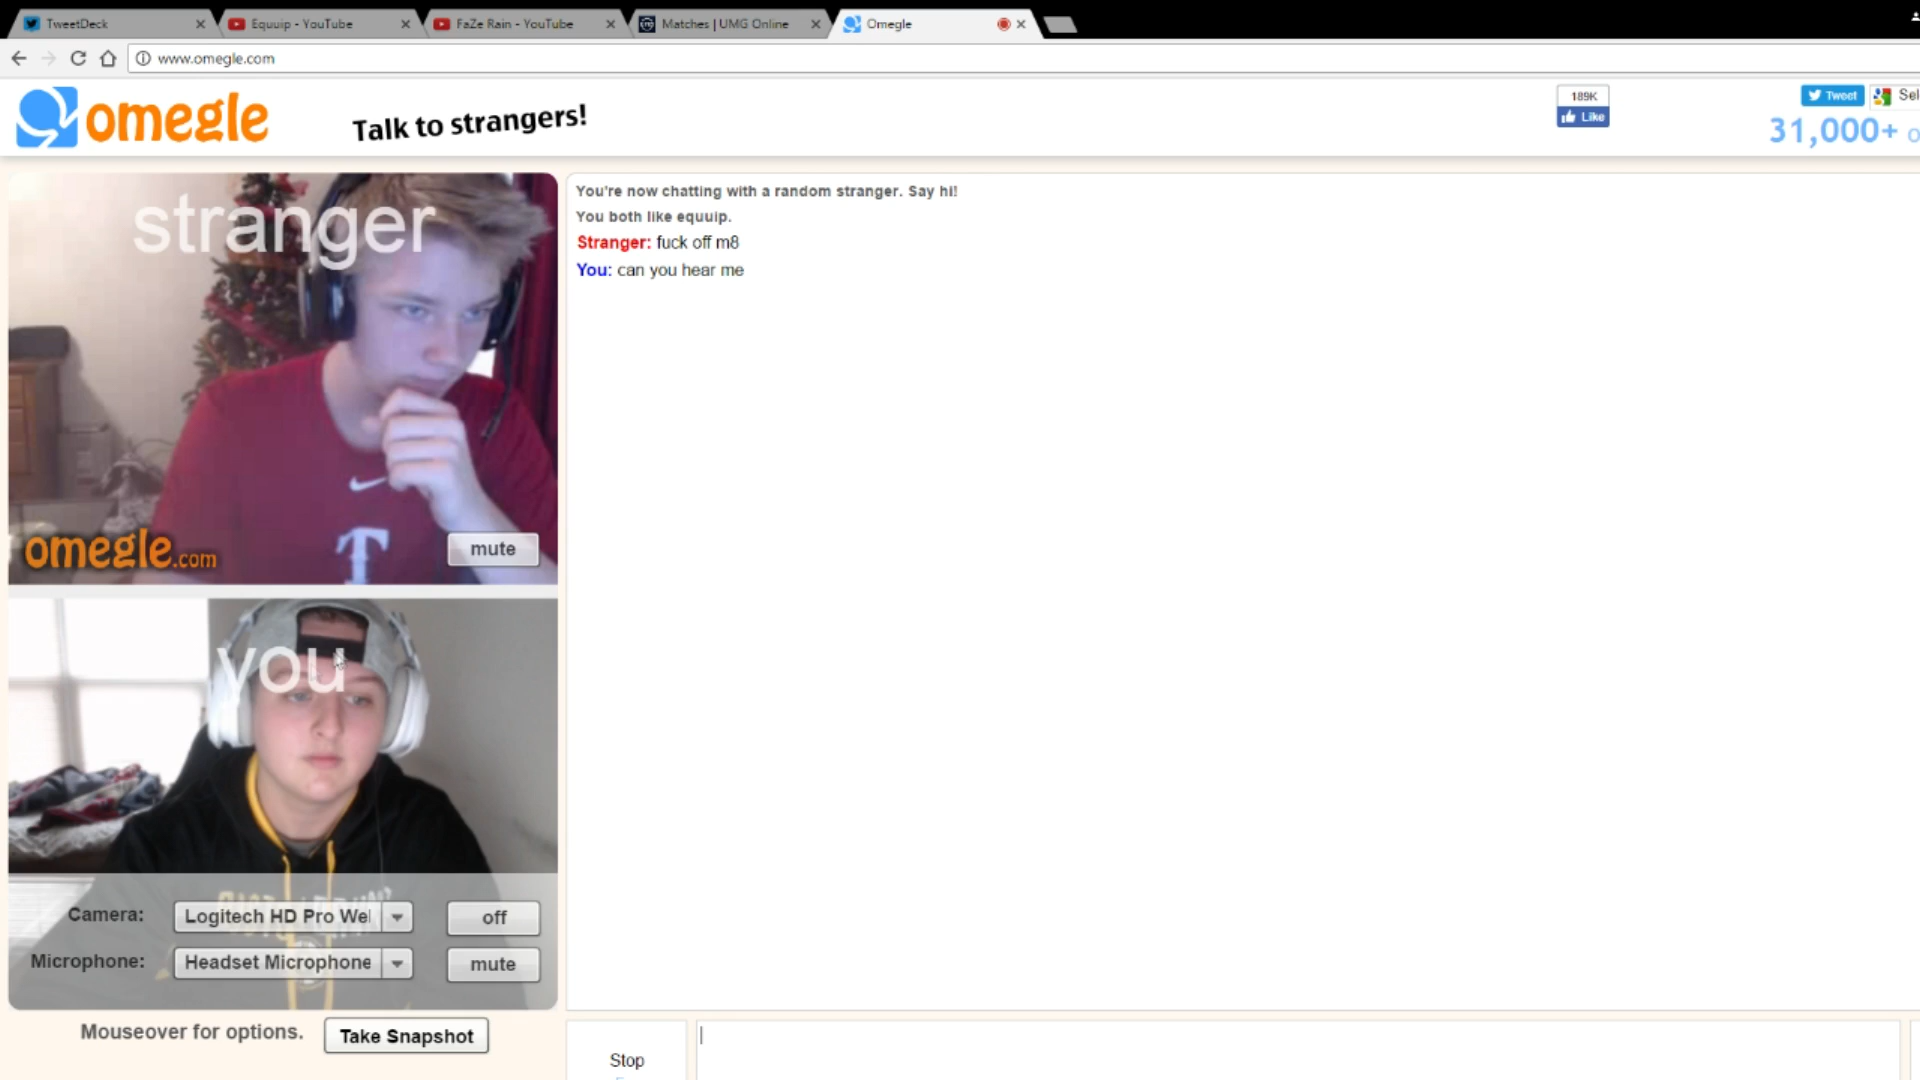 TweetDeck
Equuip - YouTube
FaZe Rain - YouTube
Matches | UMG Online
Omegle
www.omegle.com
omegle
Talk to strangers!
189K
Like
Tweet
Sel
31,000+ o
stranger
omegle.com
mute
You're now chatting with a random stranger. Say hi!
You both like equuip.
Stranger: fuck off m8
You: can you hear me
you
Camera:
Logitech HD Pro We
off
Microphone:
Headset Microphone
mute
Mouseover for options.
Take Snapshot
Stop
T